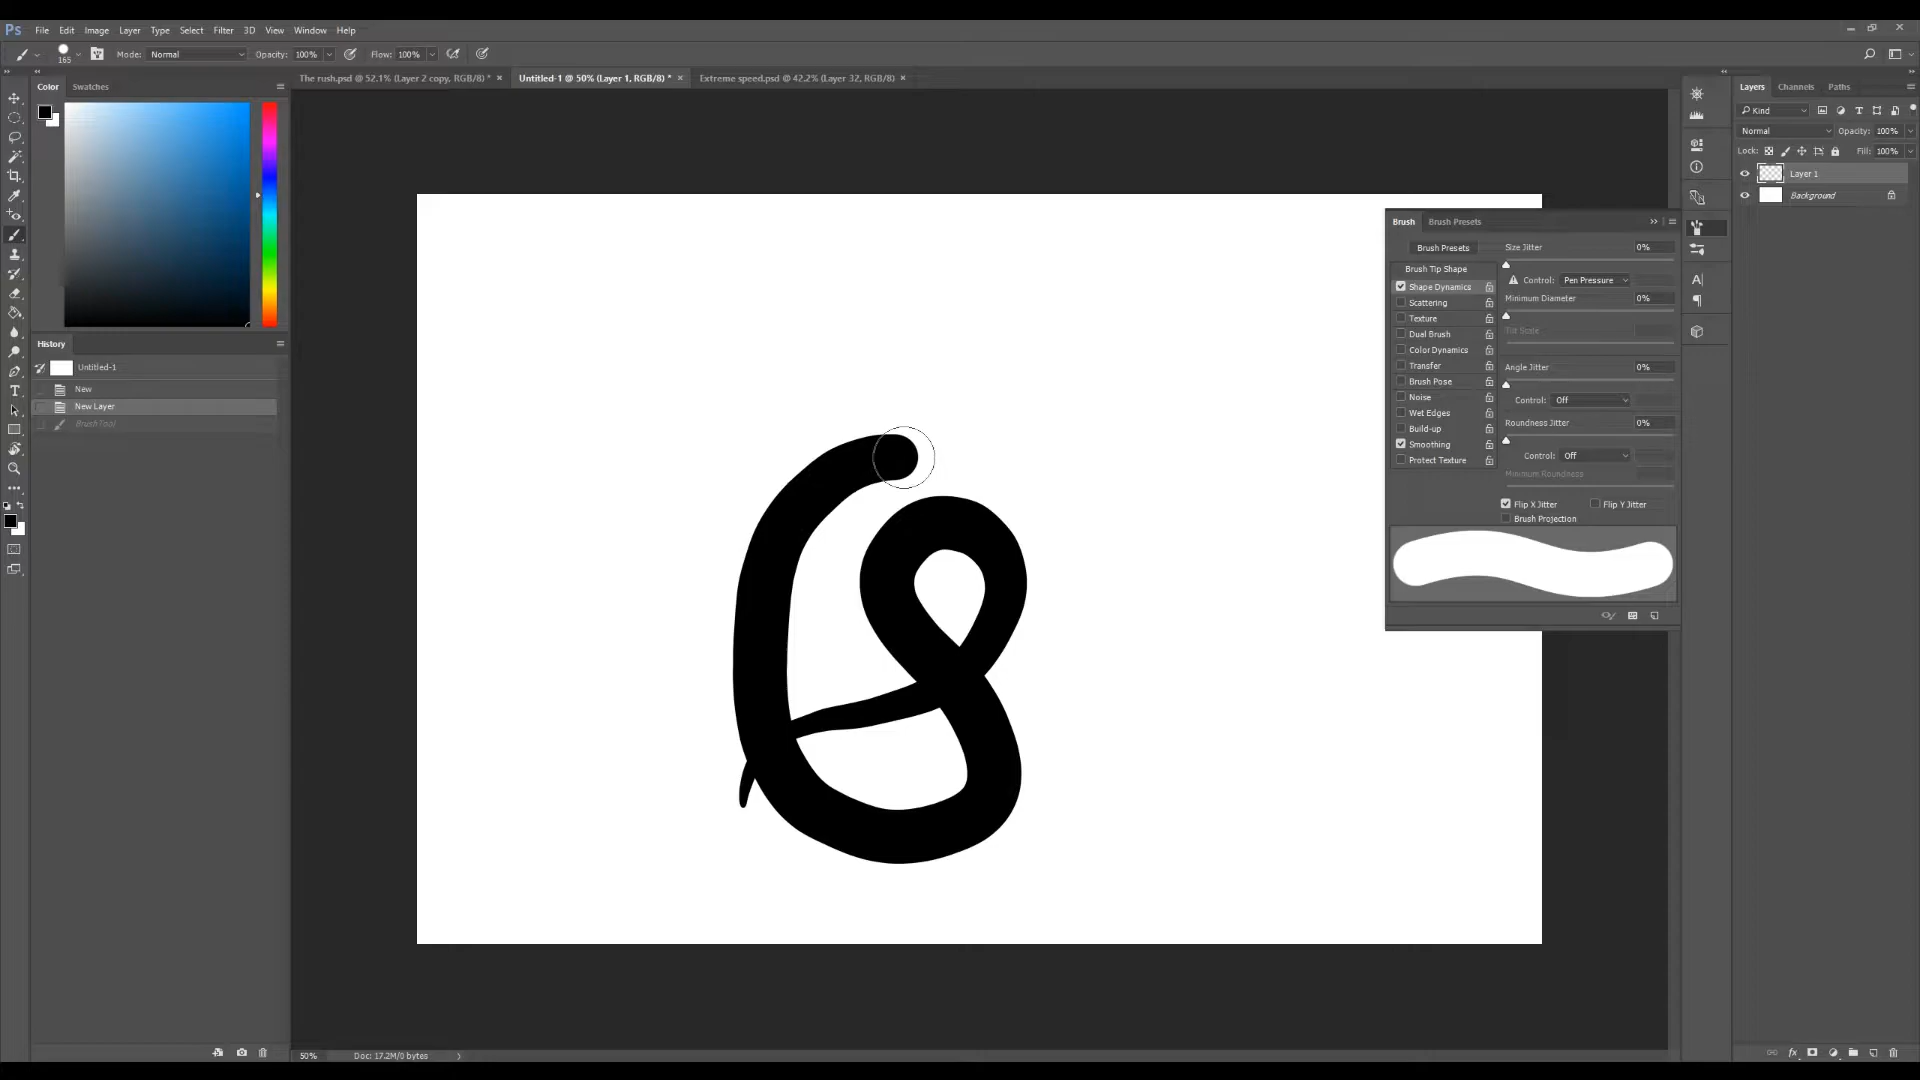 Ps File Edit Image Layer Type Select Filter 3D View Window Help
165 Mode: Normal Opacity: 100% Flow: 100%
The rush.psd @ 52.1% (Layer 2 copy, RGB/8) * × Untitled-1 @ 50% (Layer 1, RGB/8) * × Extreme speed.psd @ 42.2% (Layer 32, RGB/8) ×
Color Swatches
History
Untitled-1
New
New Layer
Brush Tool
Brush Brush Presets
Brush Presets
Brush Tip Shape
Shape Dynamics
Scattering
Texture
Dual Brush
Color Dynamics
Transfer
Brush Pose
Noise
Wet Edges
Build-up
Smoothing
Protect Texture
Size Jitter 0%
Control: Pen Pressure
Minimum Diameter 0%
Tilt Scale
Angle Jitter 0%
Control: Off
Roundness Jitter 0%
Control: Off
Minimum Roundness
Flip X Jitter Flip Y Jitter
Brush Projection
Layers Channels Paths
Kind
Normal Opacity: 100%
Lock: Fill: 100%
Layer 1
Background
50% Doc: 17.2M/0 bytes